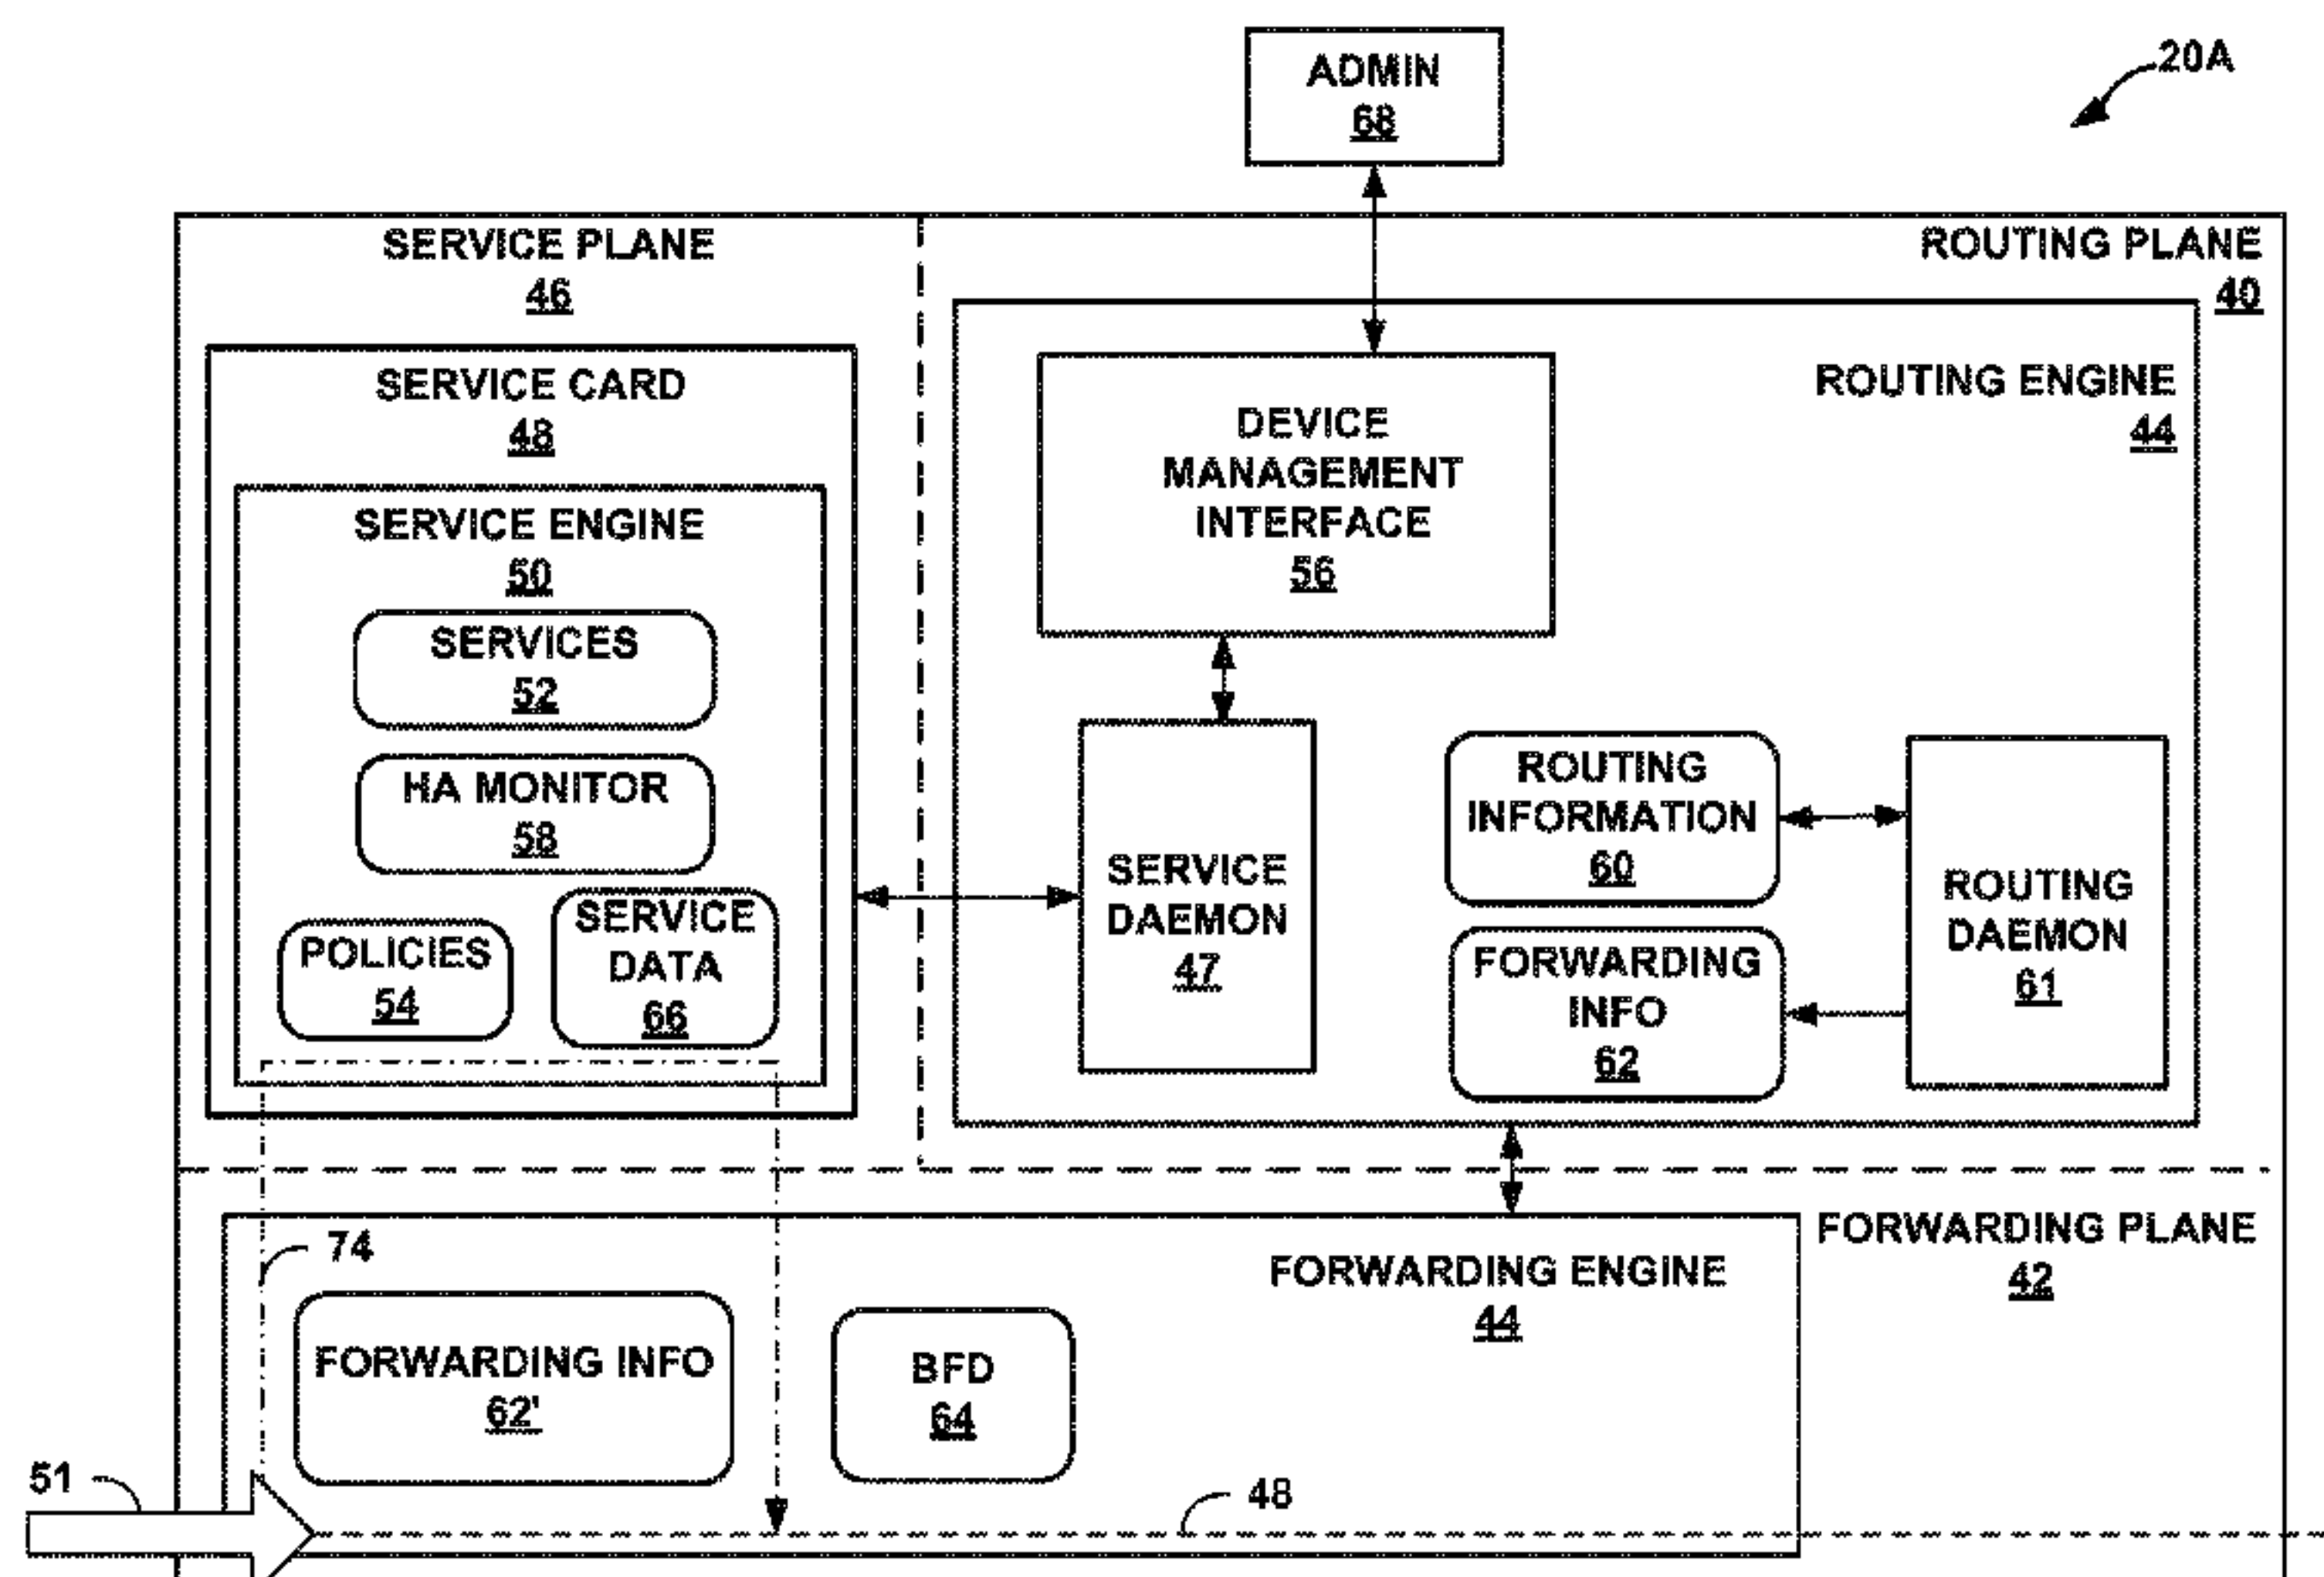 ADMIN
68
20A
SERVICE PLANE
46
ROUTING PLANE
40
SERVICE CARD
48
ROUTING ENGINE
44
SERVICE ENGINE
50
DEVICE
MANAGEMENT
INTERFACE
56
SERVICES
52
HA MONITOR
58
POLICIES
54
SERVICE
DATA
66
SERVICE
DAEMON
47
ROUTING
INFORMATION
60
FORWARDING
INFO
62
ROUTING
DAEMON
61
FORWARDING PLANE
42
FORWARDING ENGINE
44
74
FORWARDING INFO
62'
BFD
64
51
48